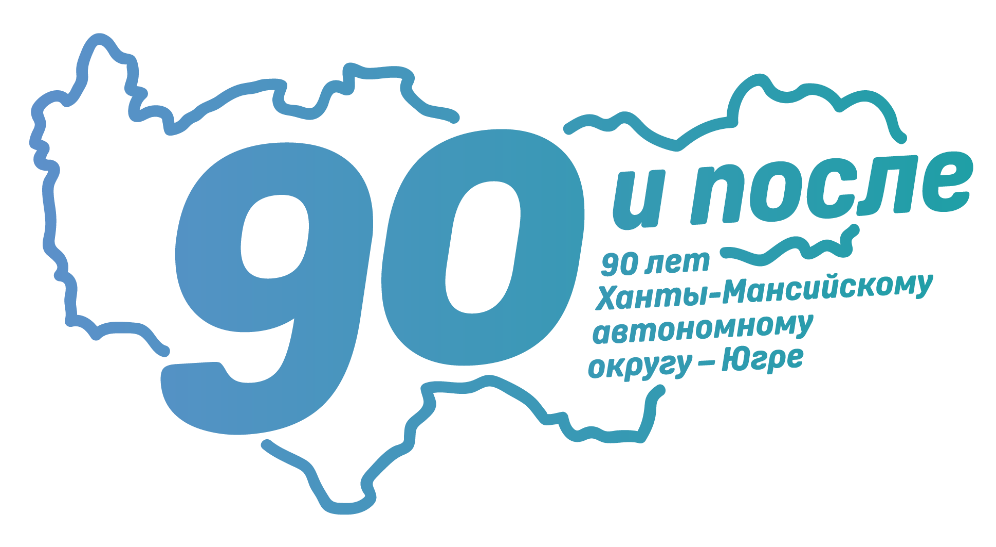 90 и после
90 лет
Ханты-Мансийскому
автономному
округу – Югре